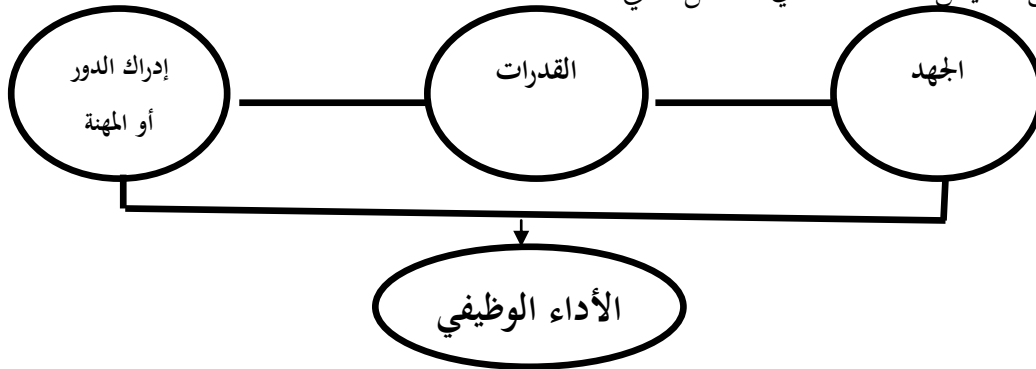 الجهد
القدرات
إدراك الدور
أو المهنة
الأداء الوظيفي